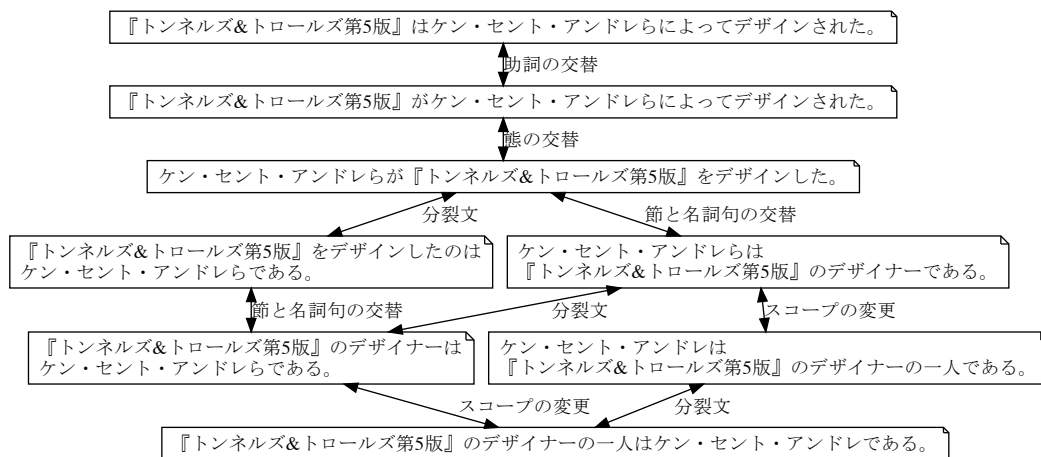 『トンネルズ&トロールズ第5版』はケン・セント・アンドレらによってデザインされた。
助詞の交替
『トンネルズ&トロールズ第5版』がケン・セント・アンドレらによってデザインされた。
態の交替
ケン・セント・アンドレらが『トンネルズ&トロールズ第5版』をデザインした。
分裂文
節と名詞句の交替
『トンネルズ&トロールズ第5版』をデザインしたのは
ケン・セント・アンドレらである。
ケン・セント・アンドレらは
『トンネルズ&トロールズ第5版』のデザイナーである。
節と名詞句の交替
分裂文
スコープの変更
『トンネルズ&トロールズ第5版』のデザイナーは
ケン・セント・アンドレらである。
ケン・セント・アンドレは
『トンネルズ&トロールズ第5版』のデザイナーの一人である。
スコープの変更
分裂文
『トンネルズ&トロールズ第5版』のデザイナーの一人はケン・セント・アンドレである。